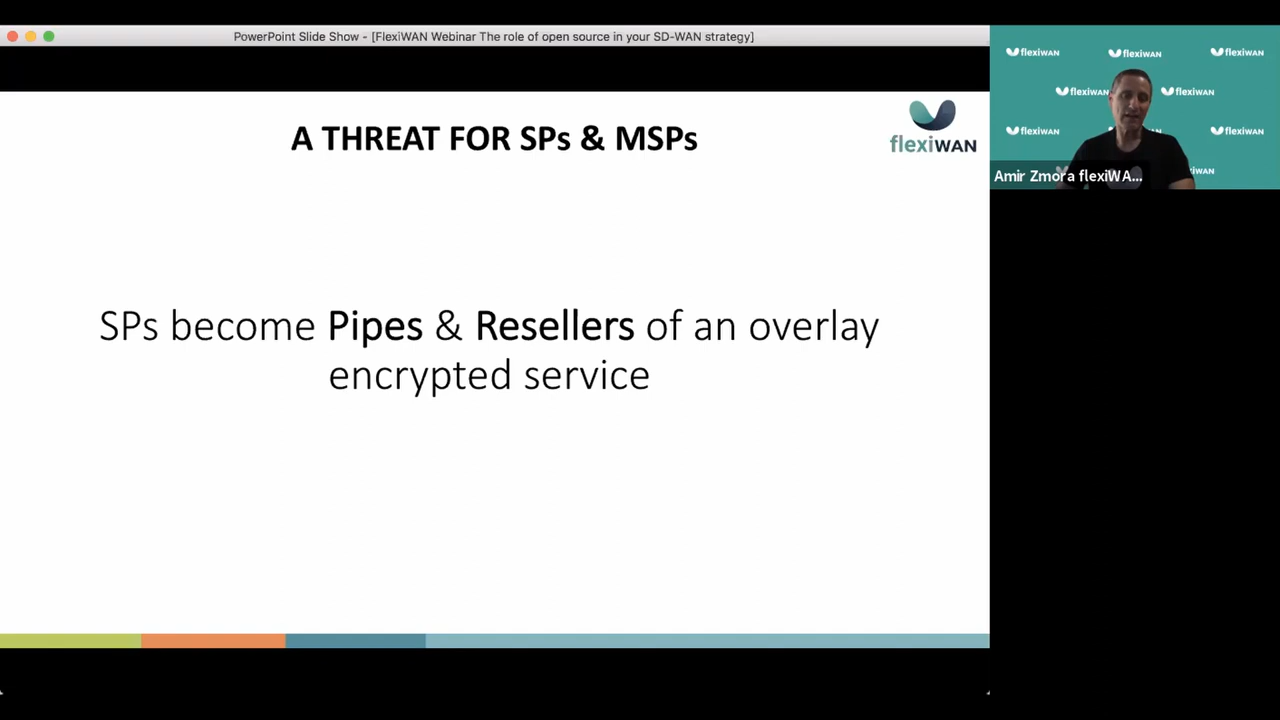 PowerPoint Slide Show - [FlexiWAN Webinar The role of open source in your SD-WAN strategy]
A THREAT FOR SPs & MSPs
flexiWAN
SPs become Pipes & Resellers of an overlay
encrypted service
flexiwan flexiwan flexiwan
flexiwan flexiwan
flexiwan flexiwan
Amir Zmora flexiWA...